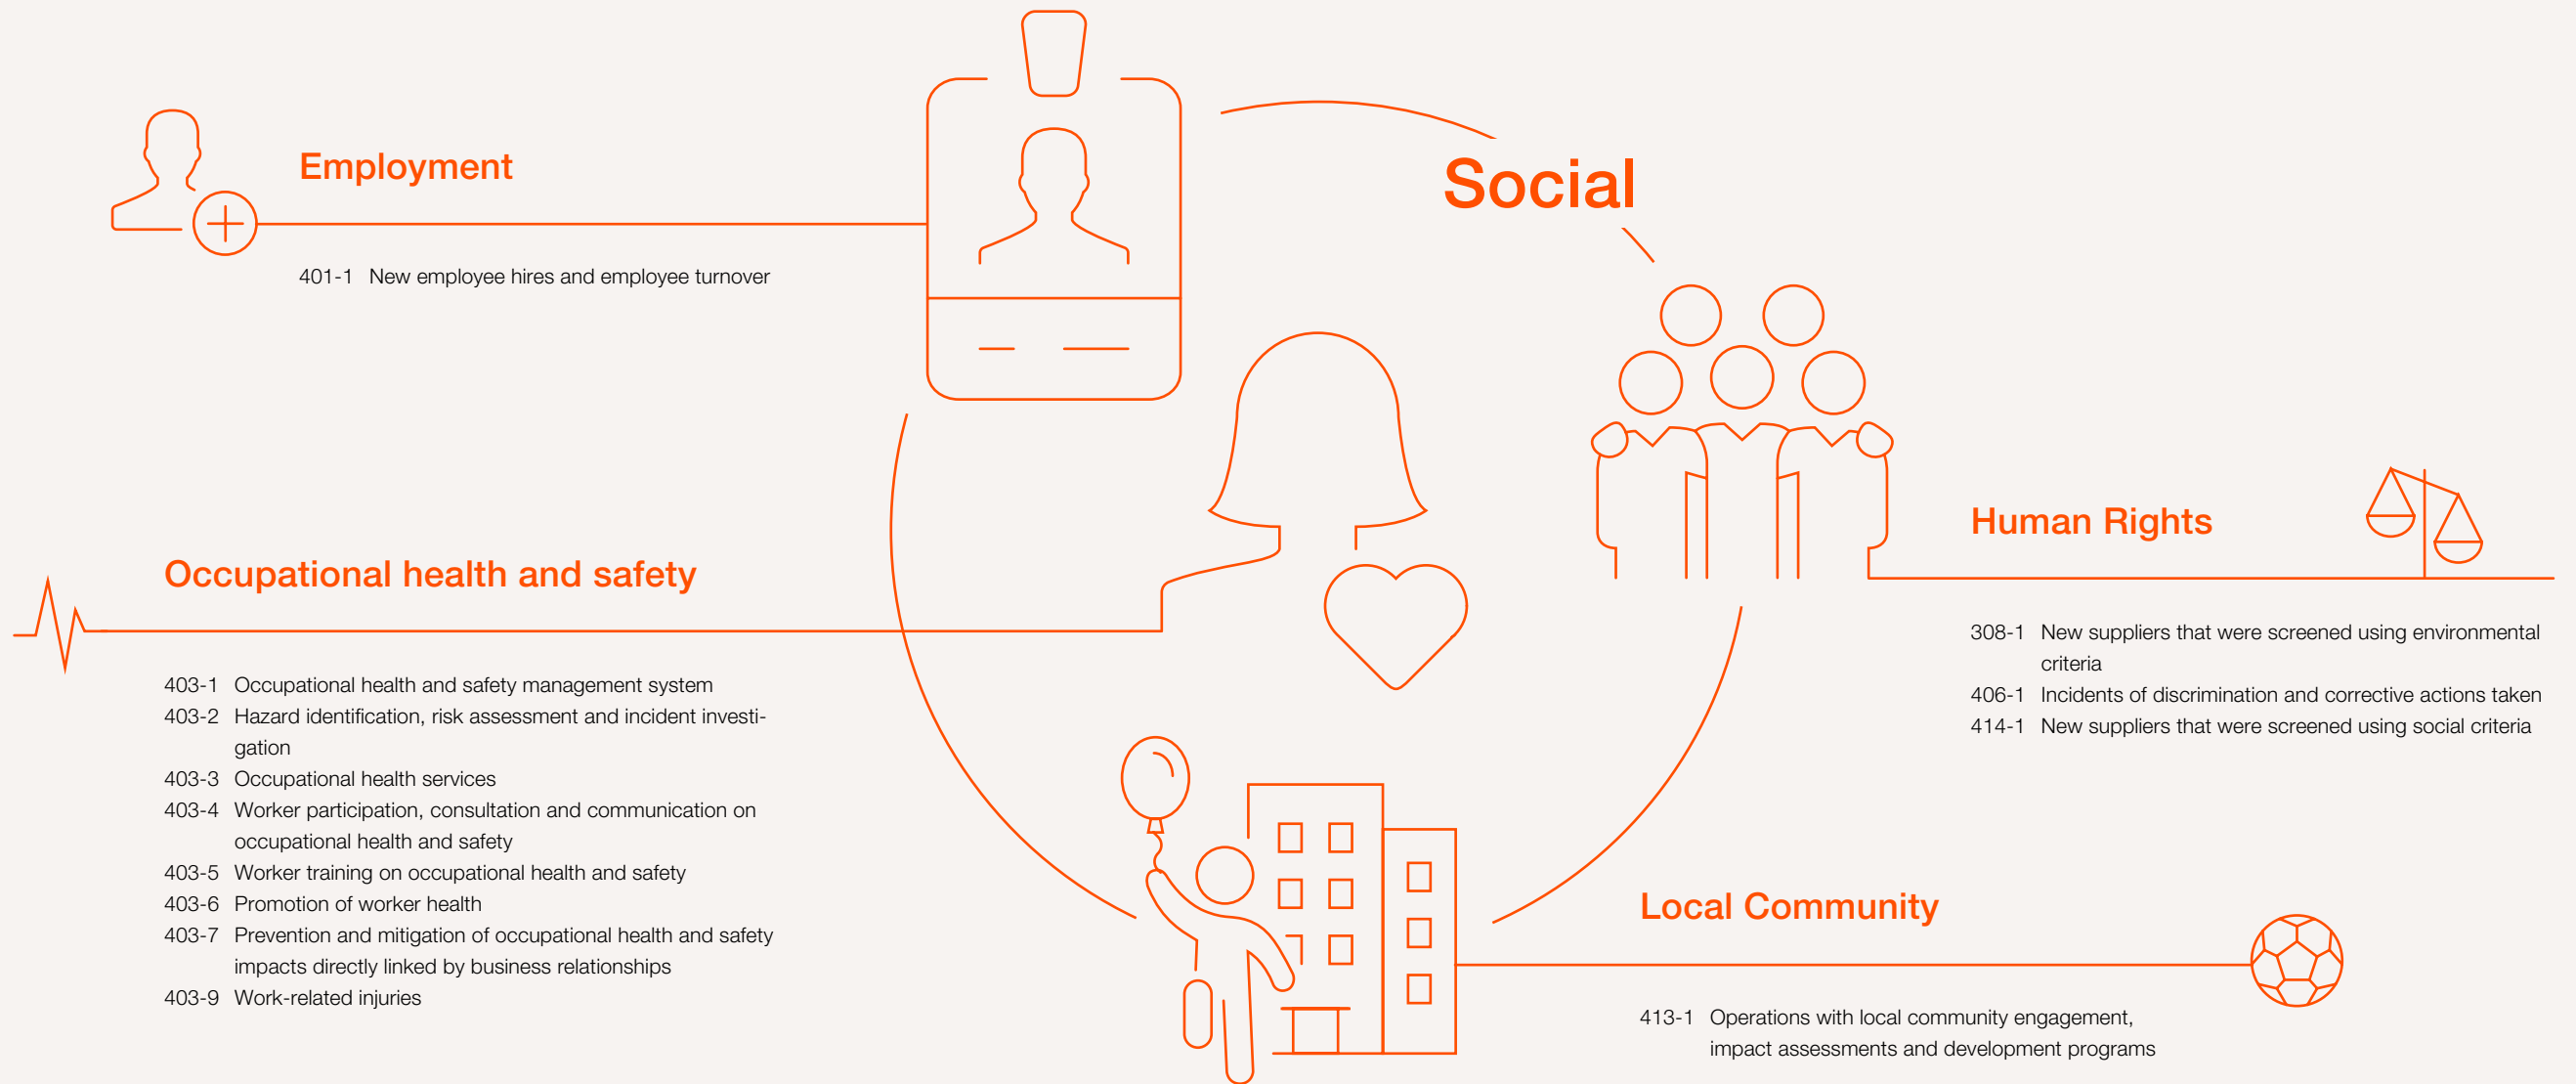 Social
Employment
401-1 New employee hires and employee turnover
Occupational health and safety
403-1 Occupational health and safety management system
403-2 Hazard identification, risk assessment and incident investi-
gation
403-3 Occupational health services
403-4 Worker participation, consultation and communication on
occupational health and safety
403-5 Worker training on occupational health and safety
403-6 Promotion of worker health
403-7 Prevention and mitigation of occupational health and safety
impacts directly linked by business relationships
403-9 Work-related injuries
Human Rights
308-1 New suppliers that were screened using environmental
criteria
406-1 Incidents of discrimination and corrective actions taken
414-1 New suppliers that were screened using social criteria
Local Community
413-1 Operations with local community engagement,
impact assessments and development programs